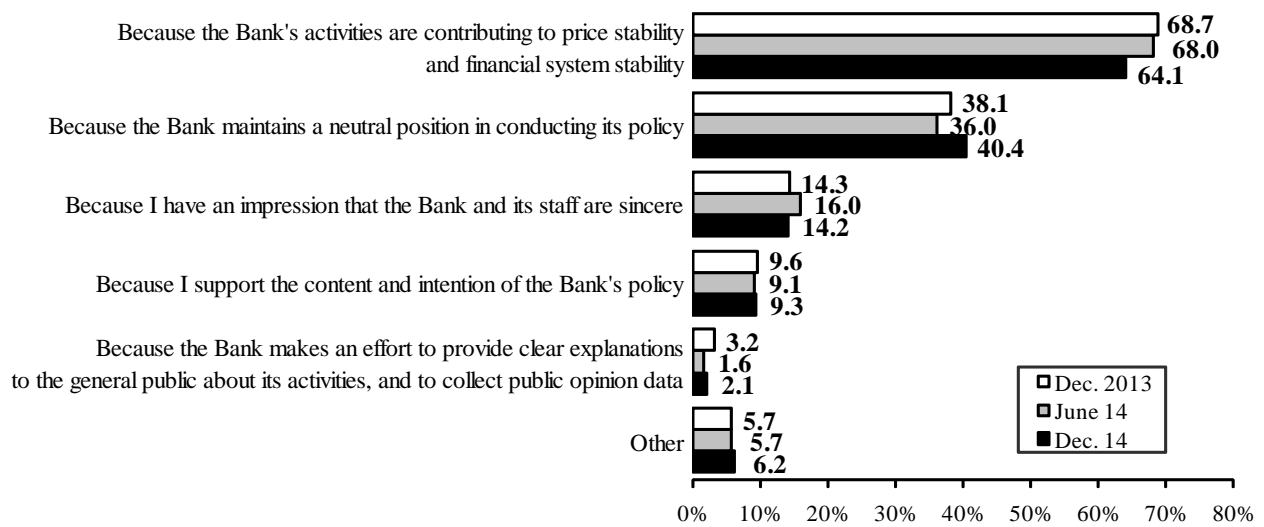 Because the Bank's activities are contributing to price stability
and financial system stability
68.7
68.0
64.1
Because the Bank maintains a neutral position in conducting its policy
38.1
36.0
40.4
Because I have an impression that the Bank and its staff are sincere
14.3
16.0
14.2
Because I support the content and intention of the Bank's policy
9.6
9.1
9.3
Because the Bank makes an effort to provide clear explanations
to the general public about its activities, and to collect public opinion data
3.2
1.6
2.1
Other
5.7
5.7
6.2
Dec. 2013
June 14
Dec. 14
0% 10% 20% 30% 40% 50% 60% 70% 80%